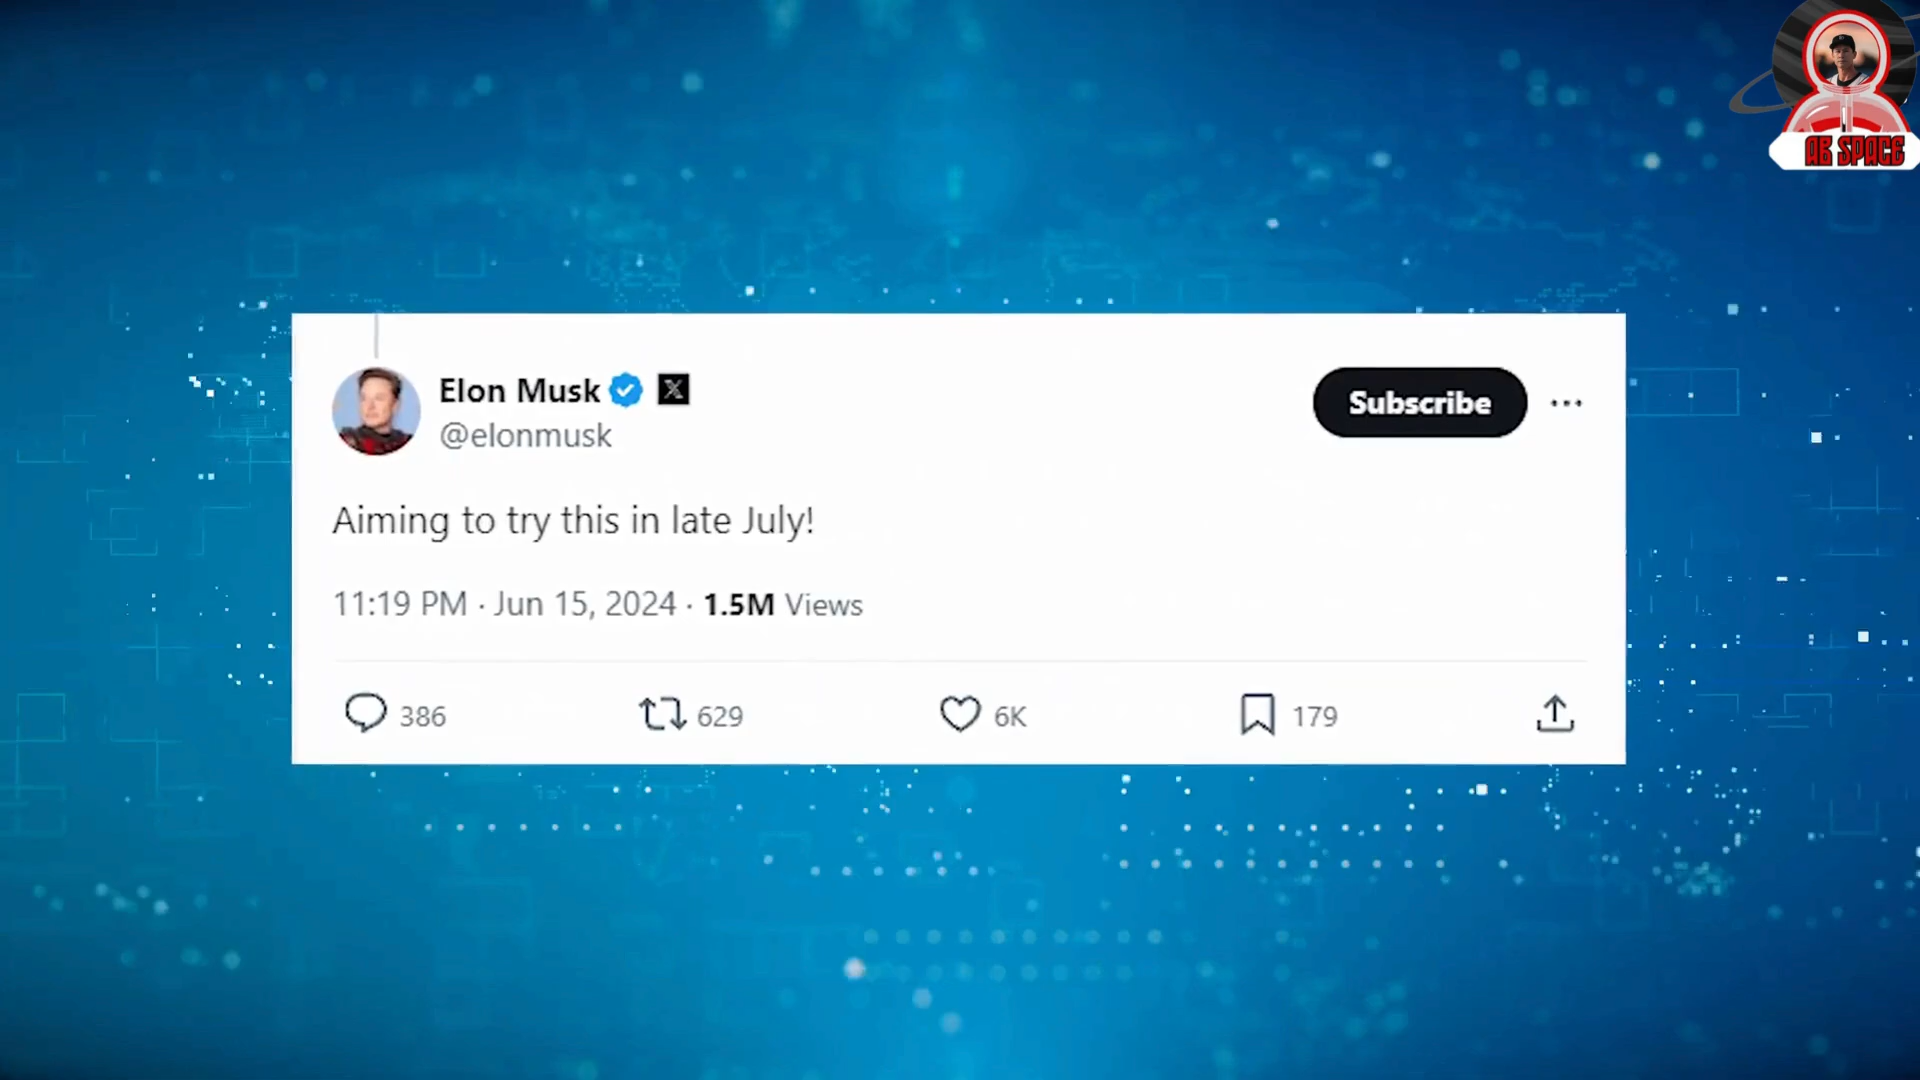 AB SPACE
Elon Musk
@elonmusk
Subscribe
Aiming to try this in late July!
11:19 PM · Jun 15, 2024 · 1.5M Views
386 629 6K 179